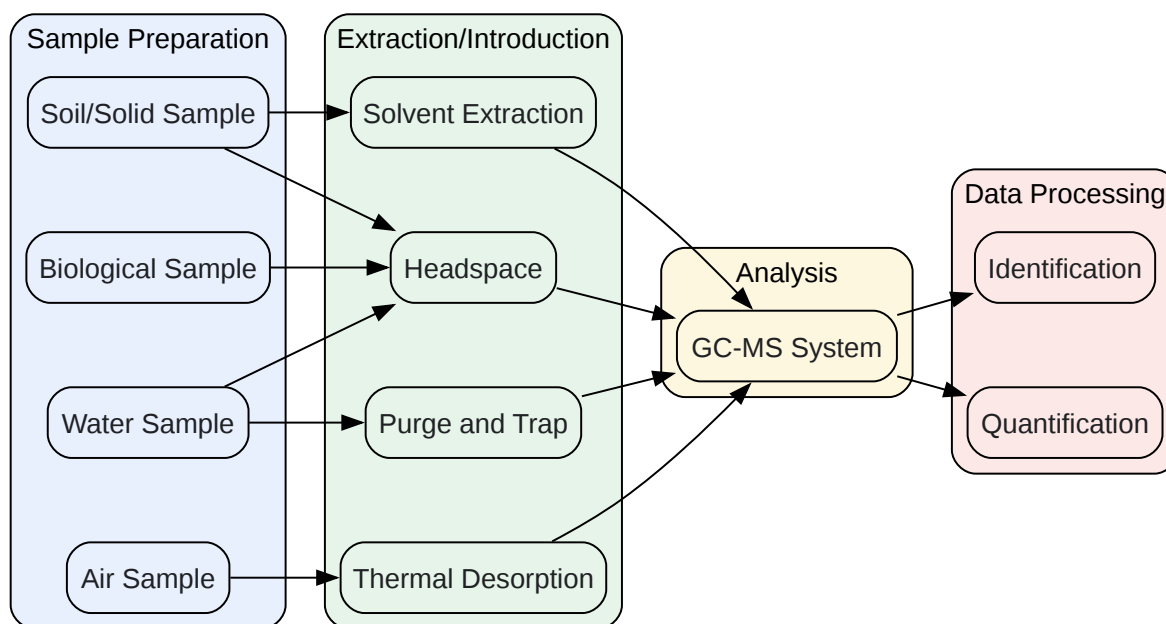 Sample Preparation
Soil/Solid Sample
Biological Sample
Water Sample
Air Sample
Extraction/Introduction
Solvent Extraction
Headspace
Purge and Trap
Thermal Desorption
Analysis
GC-MS System
Data Processing
Identification
Quantification